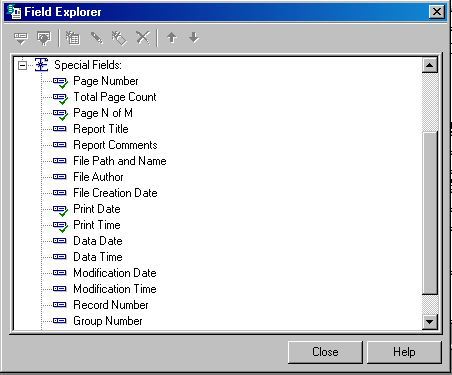 Field Explorer
Special Fields:
Page Number
Total Page Count
Page N of M
Report Title
Report Comments
File Path and Name
File Author
File Creation Date
Print Date
Print Time
Data Date
Data Time
Modification Date
Modification Time
Record Number
Group Number
Close Help